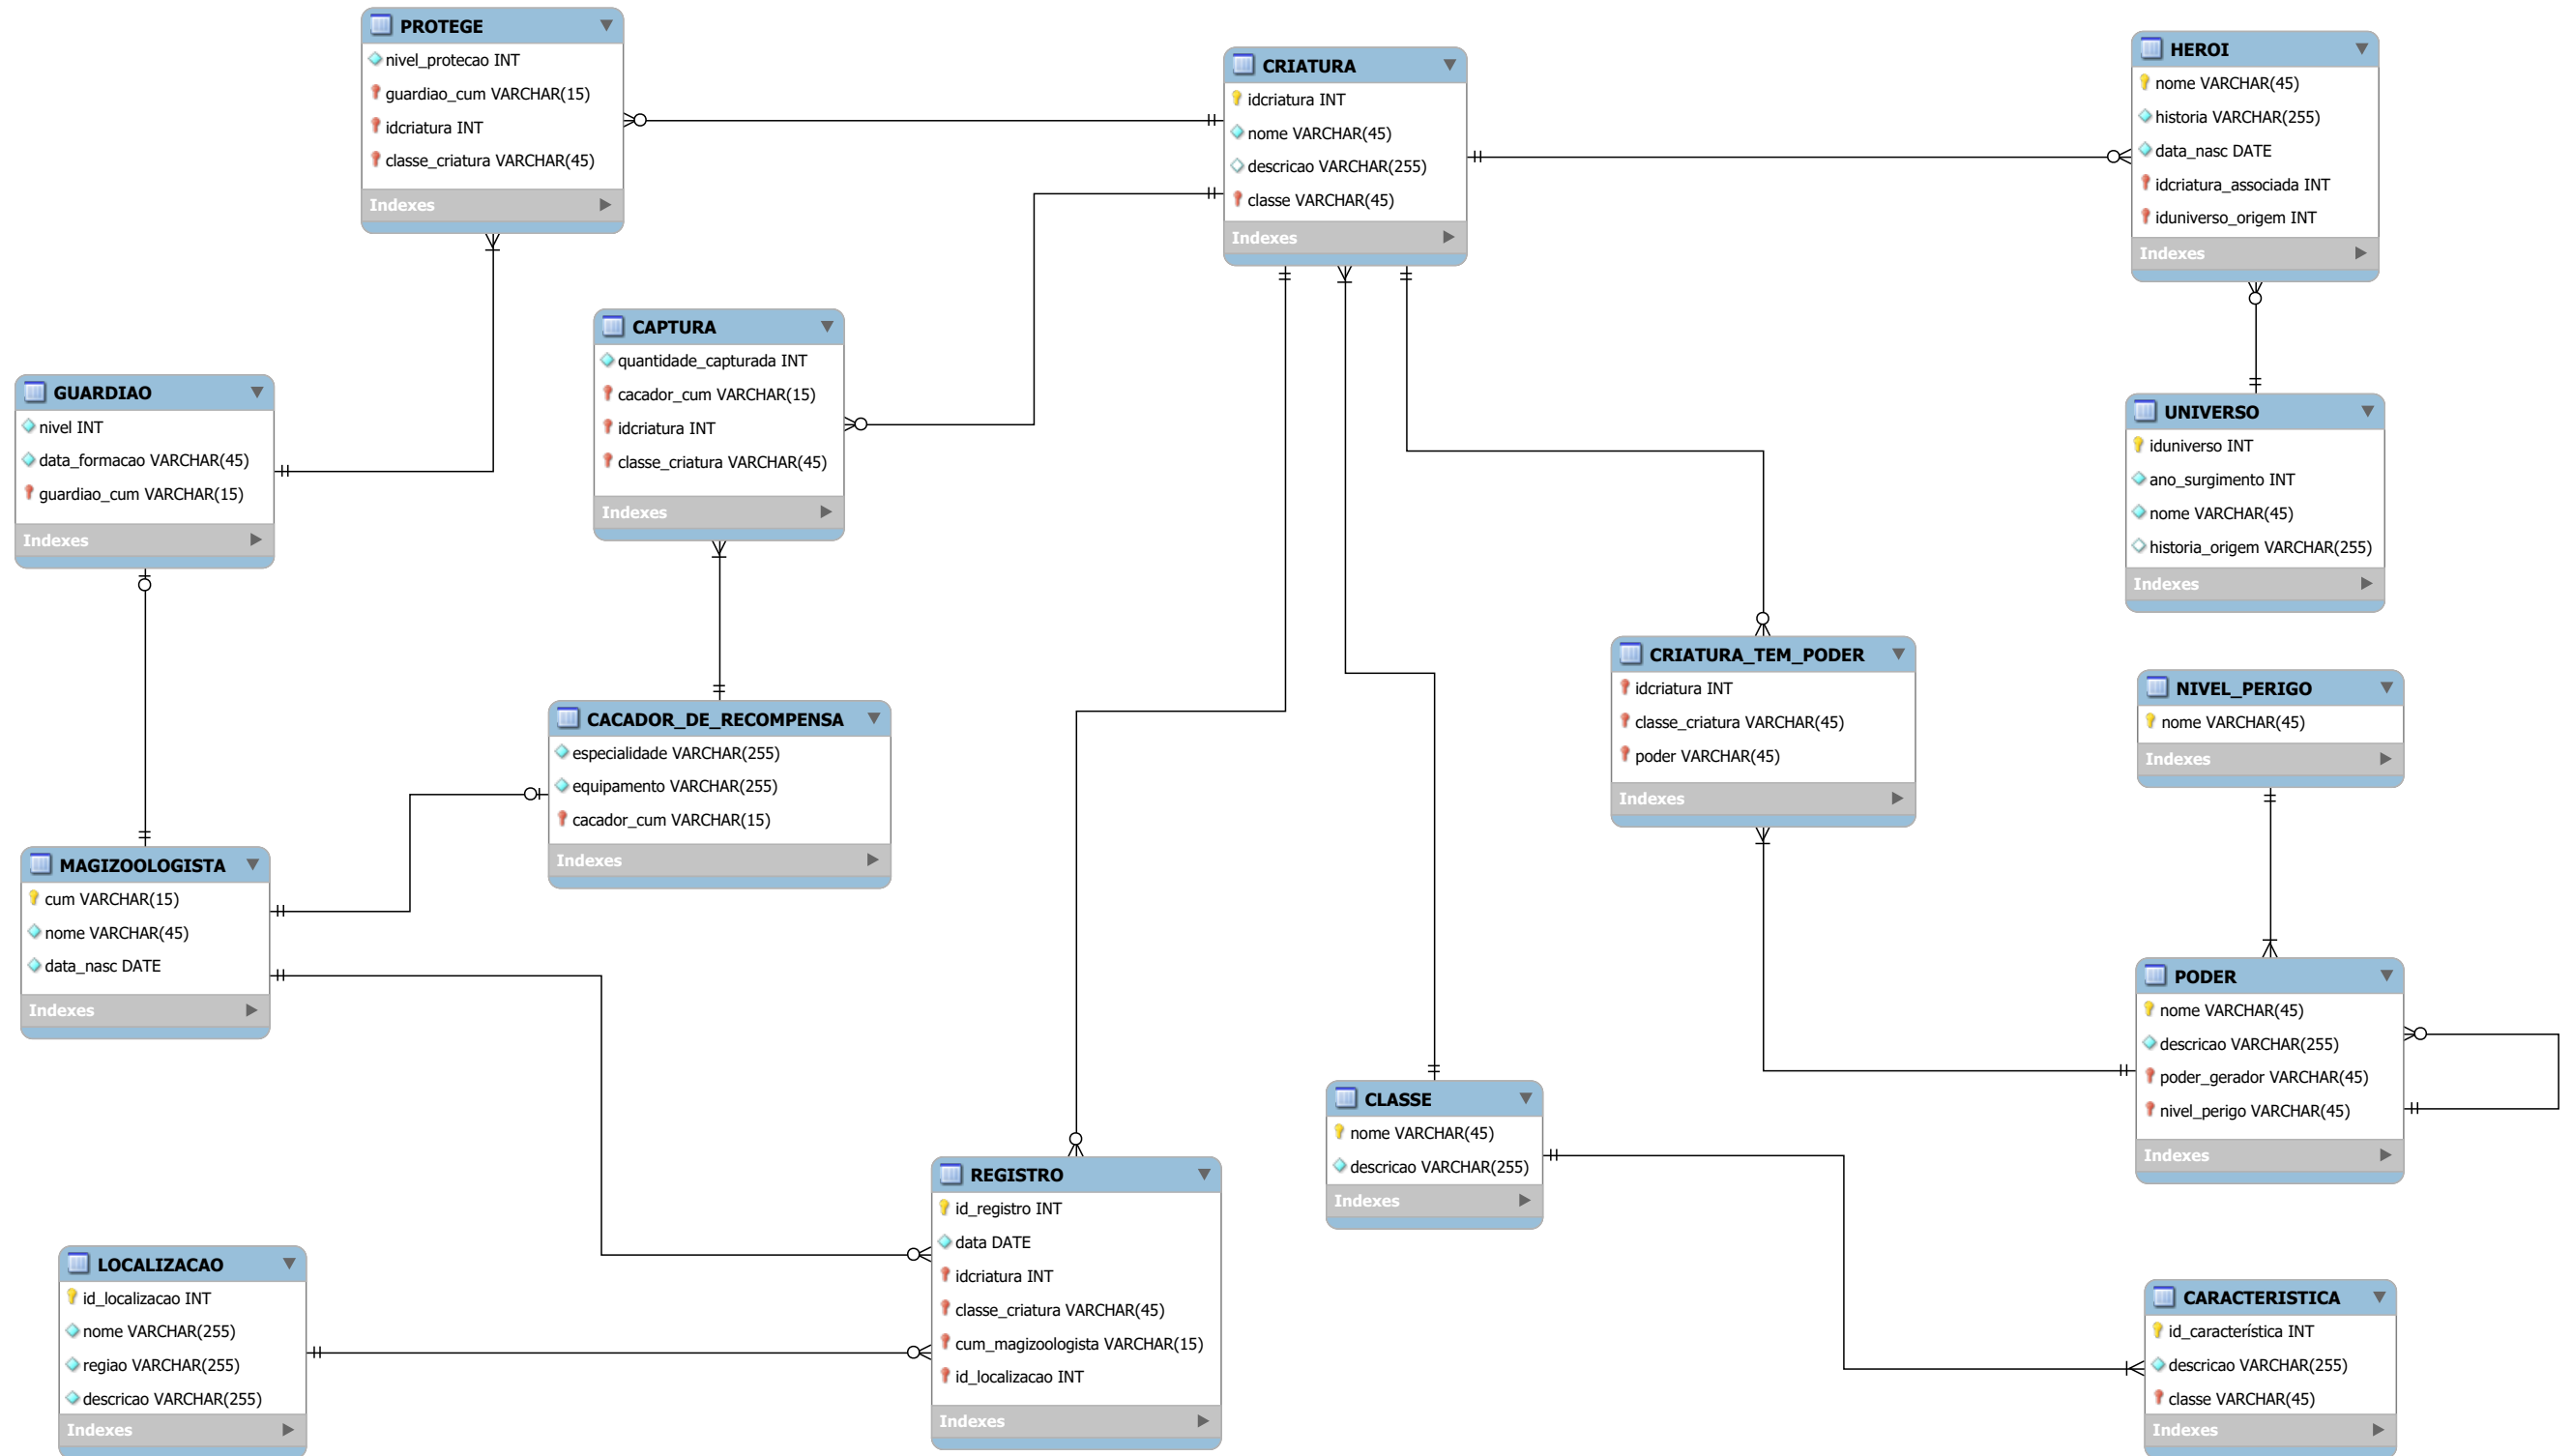 PROTEGE
nivel_protecao INT
guardiao_cum VARCHAR(15)
idcriatura INT
classe_criatura VARCHAR(45)
Indexes
CRIATURA
idcriatura INT
nome VARCHAR(45)
descricao VARCHAR(255)
classe VARCHAR(45)
Indexes
HEROI
nome VARCHAR(45)
historia VARCHAR(255)
data_nasc DATE
idcriatura_associada INT
iduniverso_origem INT
Indexes
CAPTURA
quantidade_capturada INT
cacador_cum VARCHAR(15)
idcriatura INT
classe_criatura VARCHAR(45)
Indexes
GUARDIAO
nivel INT
data_formacao VARCHAR(45)
guardiao_cum VARCHAR(15)
Indexes
UNIVERSO
iduniverso INT
ano_surgimento INT
nome VARCHAR(45)
historia_origem VARCHAR(255)
Indexes
CRIATURA_TEM_PODER
idcriatura INT
classe_criatura VARCHAR(45)
poder VARCHAR(45)
Indexes
NIVEL_PERIGO
nome VARCHAR(45)
Indexes
CACADOR_DE_RECOMPENSA
especialidade VARCHAR(255)
equipamento VARCHAR(255)
cacador_cum VARCHAR(15)
Indexes
MAGIZOOLOGISTA
cum VARCHAR(15)
nome VARCHAR(45)
data_nasc DATE
Indexes
PODER
nome VARCHAR(45)
descricao VARCHAR(255)
poder_gerador VARCHAR(45)
nivel_perigo VARCHAR(45)
Indexes
CLASSE
nome VARCHAR(45)
descricao VARCHAR(255)
Indexes
REGISTRO
id_registro INT
data DATE
idcriatura INT
classe_criatura VARCHAR(45)
cum_magizoologista VARCHAR(15)
id_localizacao INT
Indexes
LOCALIZACAO
id_localizacao INT
nome VARCHAR(255)
regiao VARCHAR(255)
descricao VARCHAR(255)
Indexes
CARACTERISTICA
id_característica INT
descricao VARCHAR(255)
classe VARCHAR(45)
Indexes